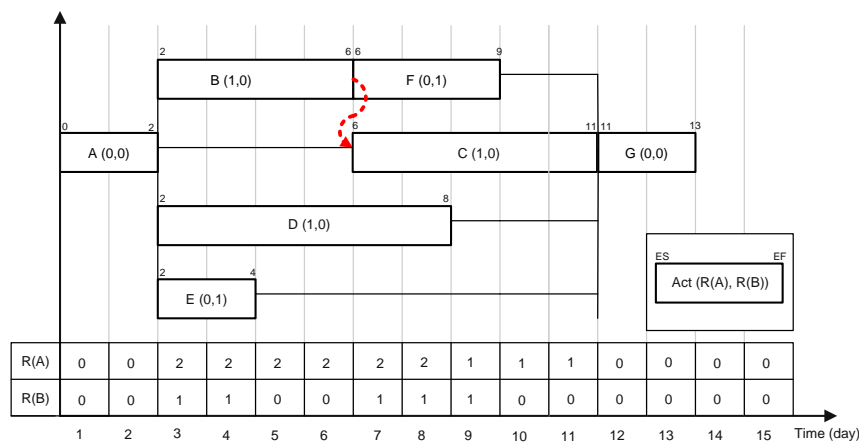 2 6 6 9
B (1,0) F (0,1)
0 2 6 11 11 13
A (0,0) C (1,0) G (0,0)
2 8
D (1,0)
ES EF
2 4
Act (R(A), R(B))
E (0,1)
R(A) 0 0 2 2 2 2 2 2 1 1 1 0 0 0 0
R(B) 0 0 1 1 0 0 1 1 1 0 0 0 0 0 0
1 2 3 4 5 6 7 8 9 10 11 12 13 14 15 Time (day)